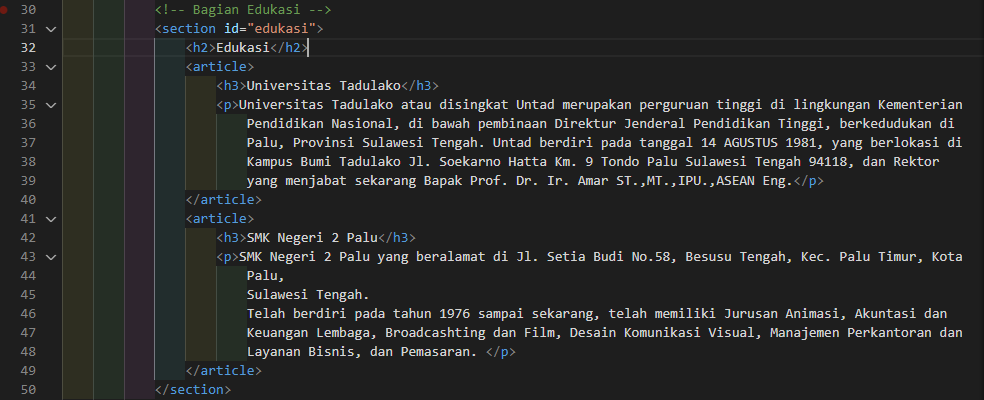 30 <!-- Bagian Edukasi -->
31 <section id="edukasi">
32 <h2>Edukasi</h2>
33 <article>
34 <h3>Universitas Tadulako</h3>
35 <p>Universitas Tadulako atau disingkat Untad merupakan perguruan tinggi di lingkungan Kementerian
36 Pendidikan Nasional, di bawah pembinaan Direktur Jenderal Pendidikan Tinggi, berkedudukan di
37 Palu, Provinsi Sulawesi Tengah. Untad berdiri pada tanggal 14 AGUSTUS 1981, yang berlokasi di
38 Kampus Bumi Tadulako Jl. Soekarno Hatta Km. 9 Tondo Palu Sulawesi Tengah 94118, dan Rektor
39 yang menjabat sekarang Bapak Prof. Dr. Ir. Amar ST.,MT.,IPU.,ASEAN Eng.</p>
40 </article>
41 <article>
42 <h3>SMK Negeri 2 Palu</h3>
43 <p>SMK Negeri 2 Palu yang beralamat di Jl. Setia Budi No.58, Besusu Tengah, Kec. Palu Timur, Kota
44 Palu,
45 Sulawesi Tengah.
46 Telah berdiri pada tahun 1976 sampai sekarang, telah memiliki Jurusan Animasi, Akuntasi dan
47 Keuangan Lembaga, Broadcashting dan Film, Desain Komunikasi Visual, Manajemen Perkantoran dan
48 Layanan Bisnis, dan Pemasaran. </p>
49 </article>
50 </section>